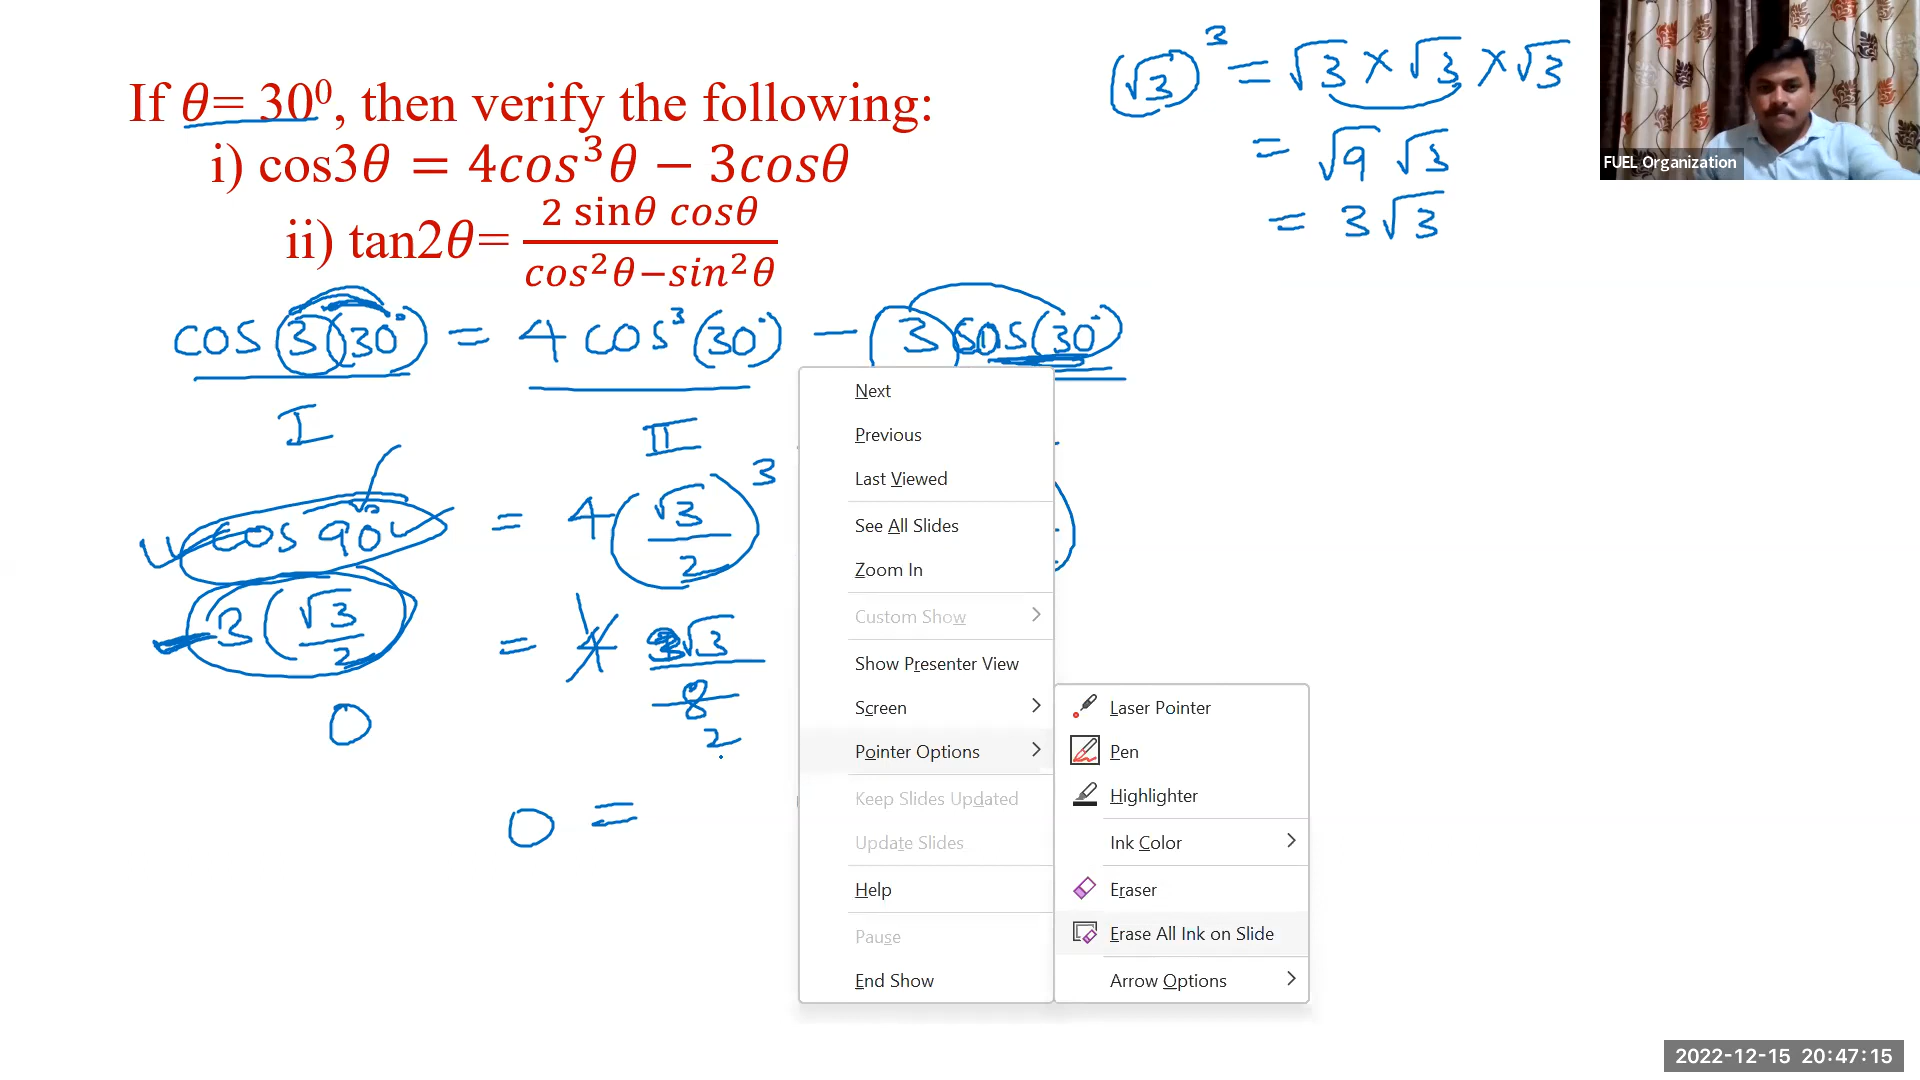 If θ= 30⁰, then verify the following:
i) cos3θ = 4cos³θ − 3cosθ
ii) tan2θ= 2 sinθ cosθ / cos²θ−sin²θ
(√3)³ = √3 × √3 × √3
= √9 √3
= 3√3
FUEL Organization
cos (3(30°) = 4 cos³ (30°) − 3 cos (30°)
I
II
cos 90° = 4 (√3/2)³
3 (√3/2) = 4 3√3/8
2
0
0 =
Next
Previous
Last Viewed
See All Slides
Zoom In
Custom Show
Show Presenter View
Screen
Pointer Options
Keep Slides Updated
Update Slides
Help
Pause
End Show
Laser Pointer
Pen
Highlighter
Ink Color
Eraser
Erase All Ink on Slide
Arrow Options
2022-12-15 20:47:15